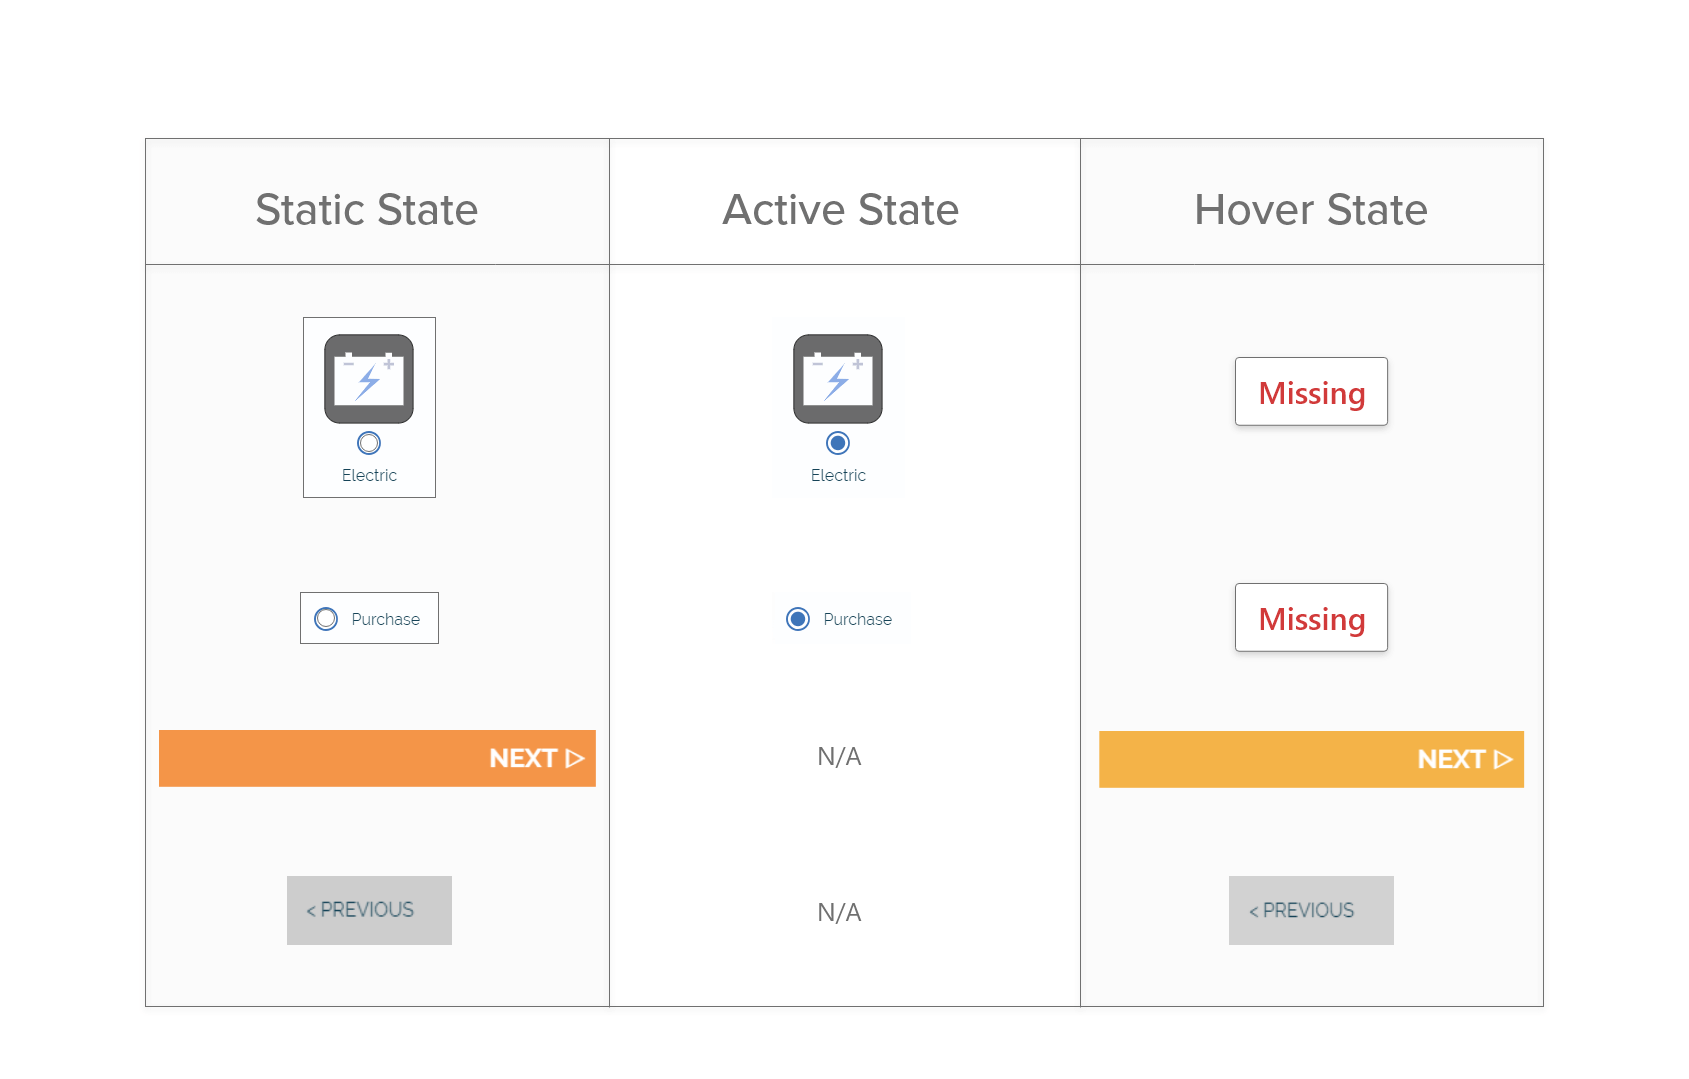 Static State
Active State
Hover State
Electric
Electric
Missing
Purchase
Purchase
Missing
NEXT
N/A
NEXT
< PREVIOUS
N/A
< PREVIOUS